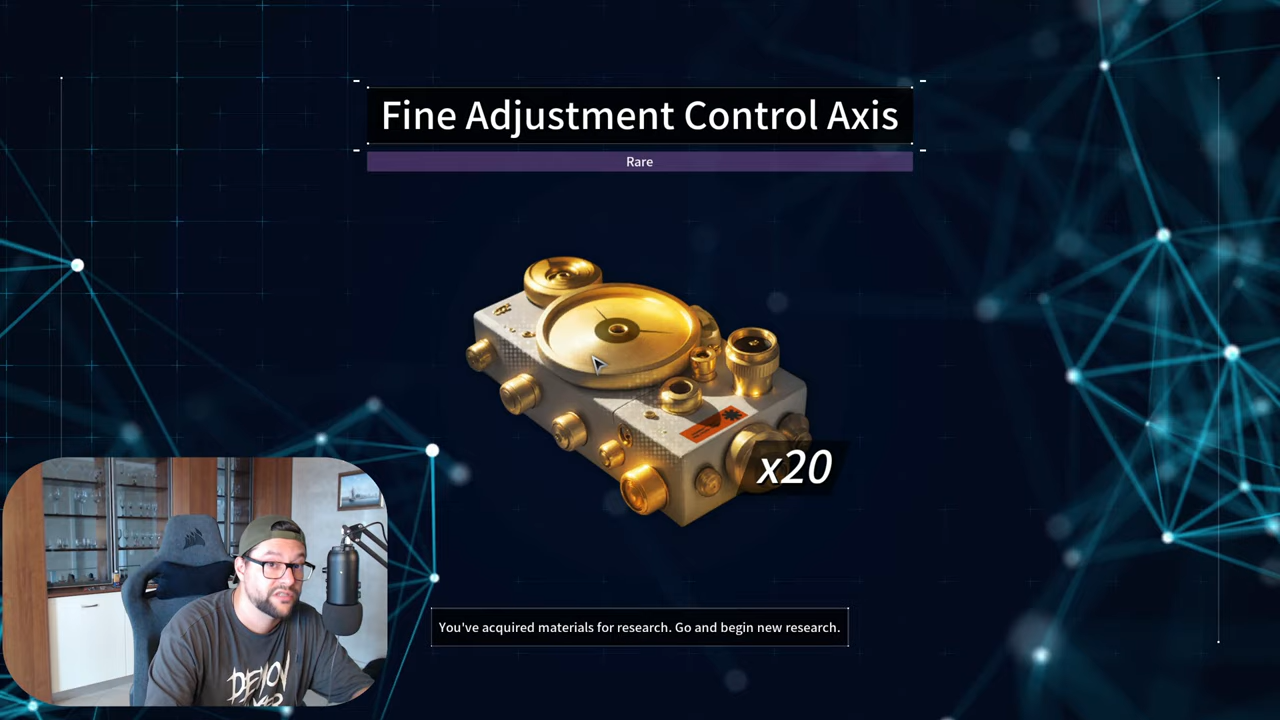 Fine Adjustment Control Axis
Rare
x20
You've acquired materials for research. Go and begin new research.